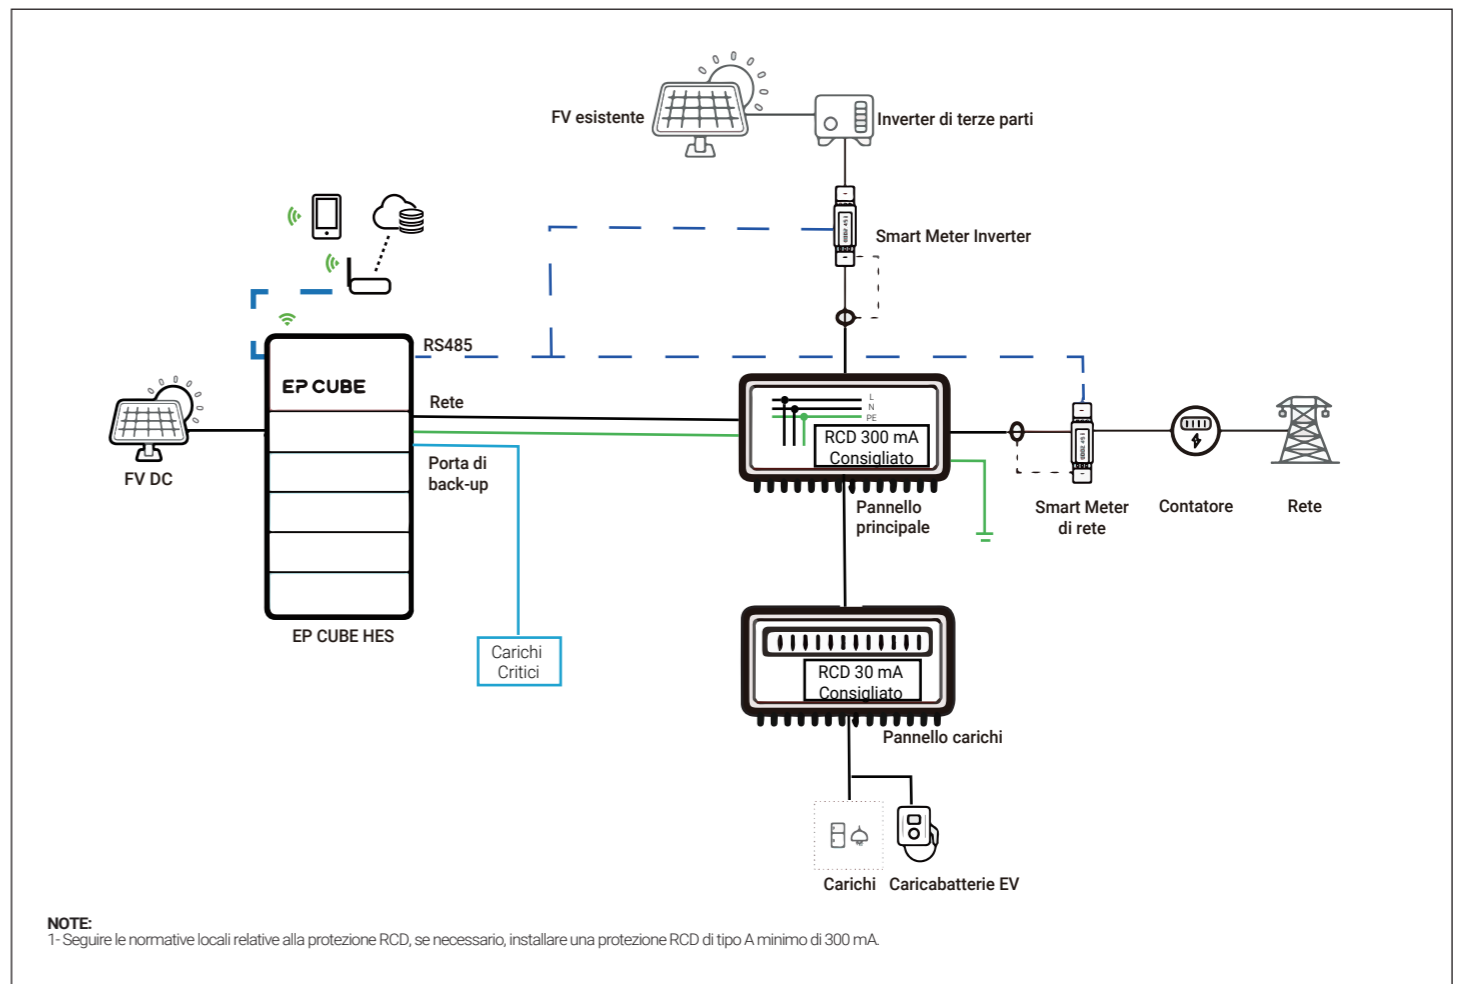 FV esistente
Inverter di terze parti
Smart Meter Inverter
RS485
EP CUBE
Rete
Porta di
back-up
FV DC
L
N
PE
RCD 300 mA
Consigliato
Pannello
principale
Smart Meter
di rete
Contatore
Rete
EP CUBE HES
Carichi
Critici
RCD 30 mA
Consigliato
Pannello carichi
Carichi
Caricabatterie EV
NOTE:
1- Seguire le normative locali relative alla protezione RCD, se necessario, installare una protezione RCD di tipo A minimo di 300 mA.